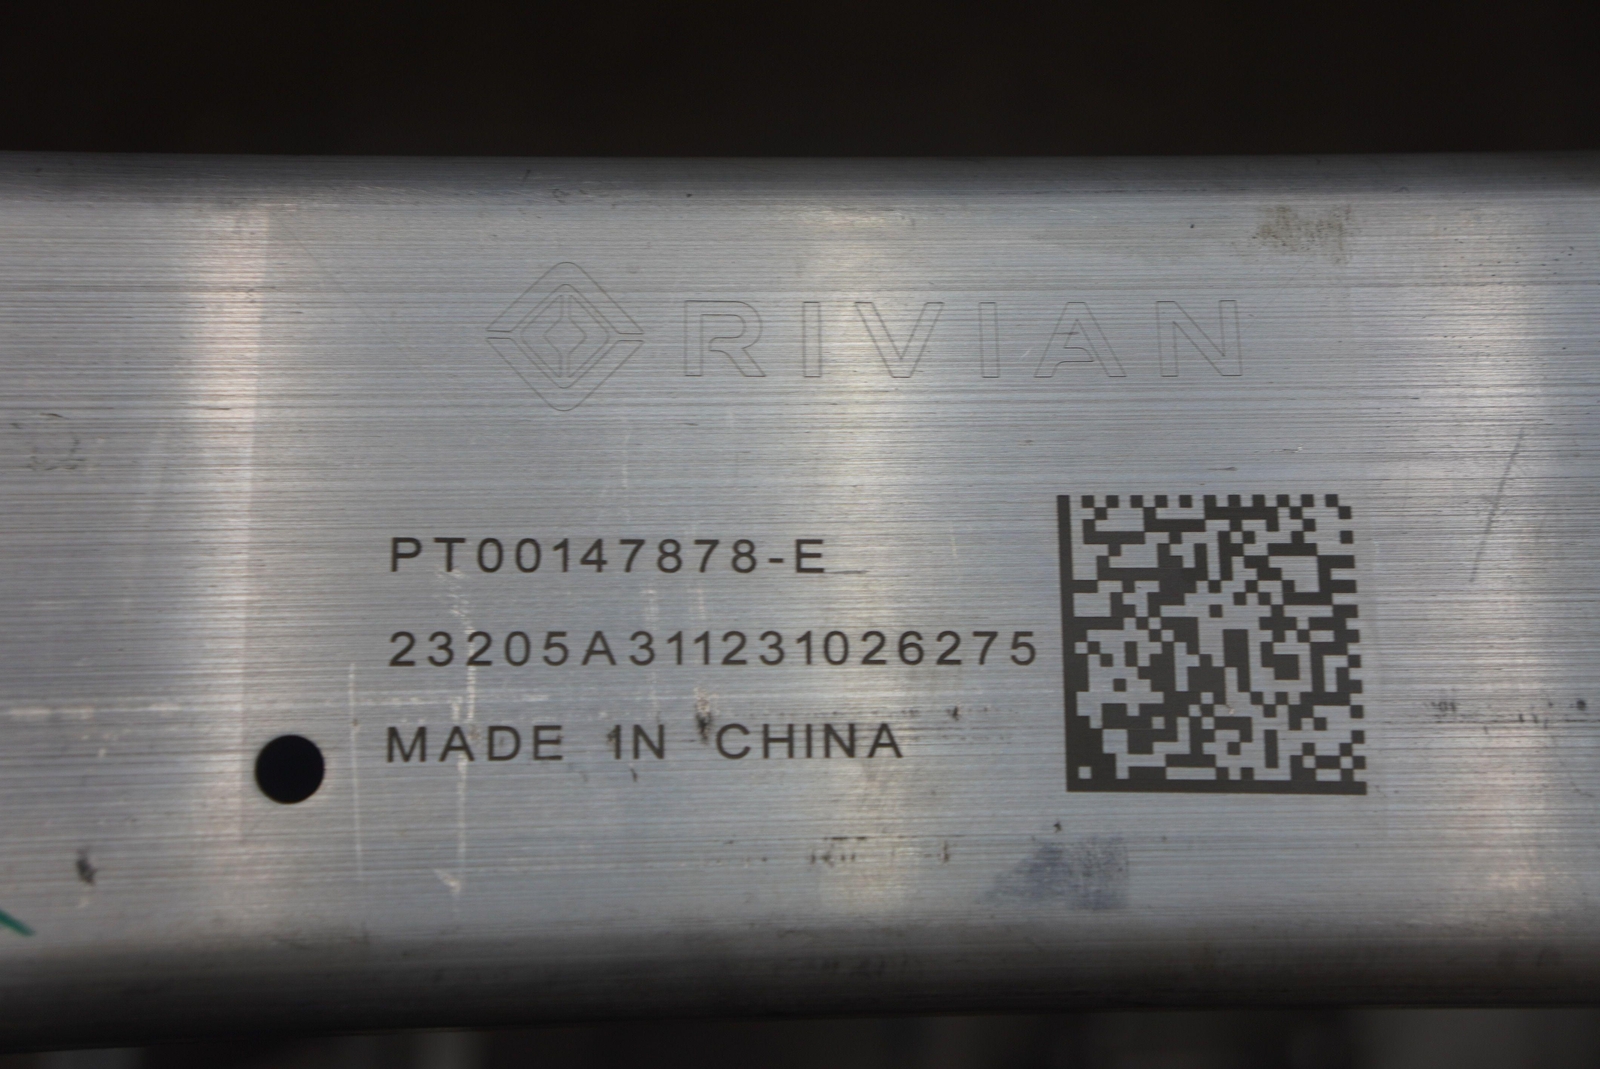 RIVIAN
PT00147878-E
23205A311231026275
MADE IN CHINA